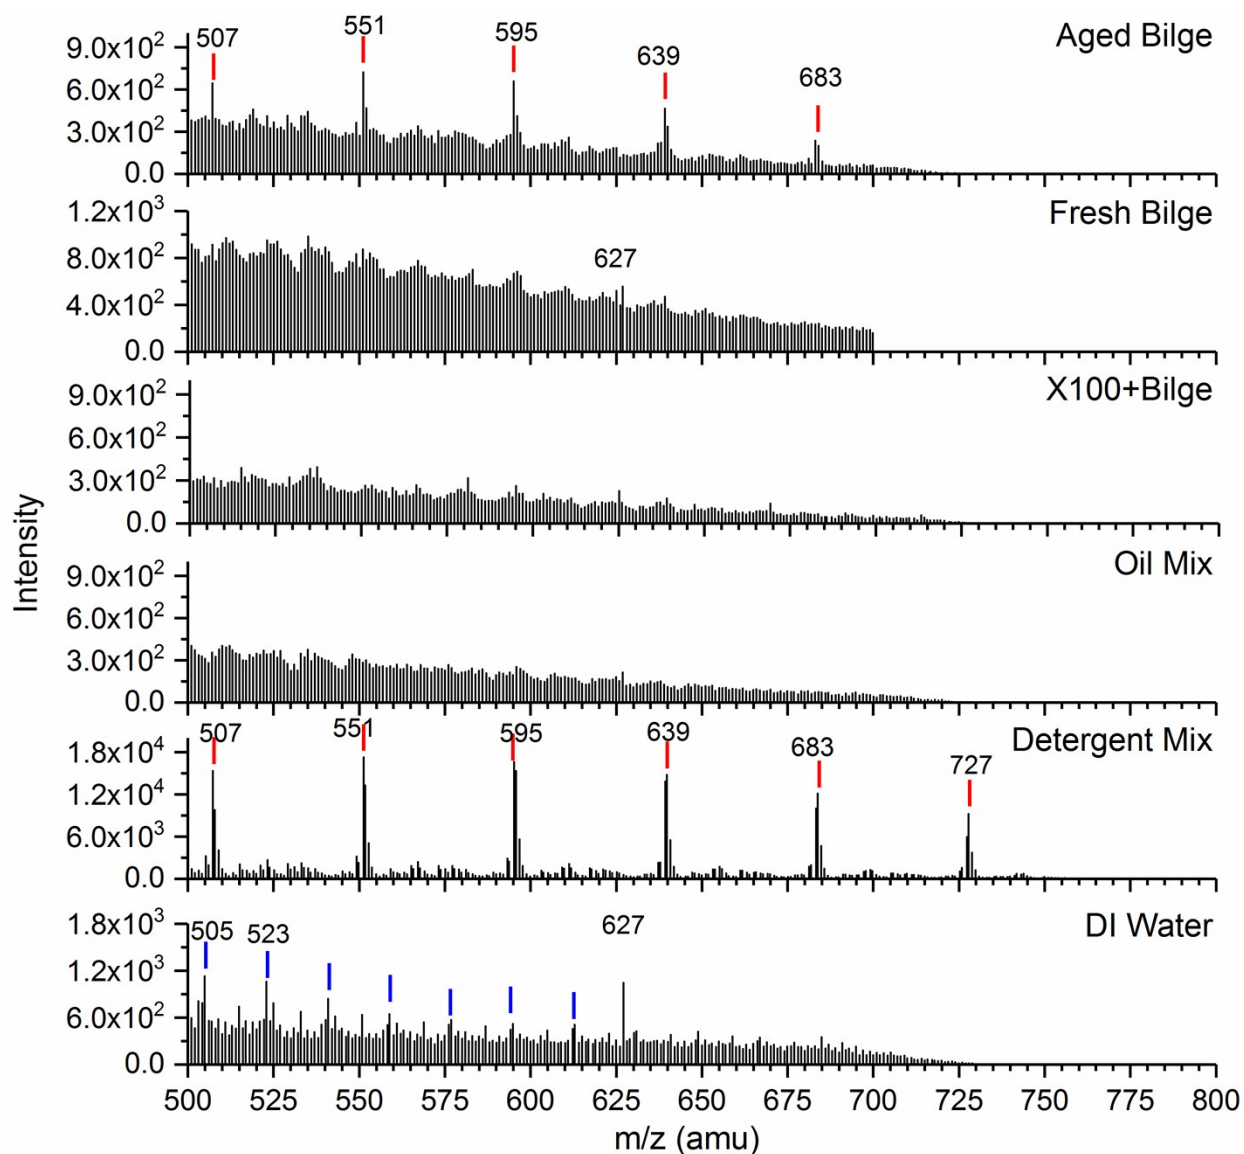 Aged Bilge
507 551 595 639 683
9.0x10²
6.0x10²
3.0x10²
0.0
Fresh Bilge
627
1.2x10³
8.0x10²
4.0x10²
0.0
X100+Bilge
9.0x10²
6.0x10²
3.0x10²
0.0
Oil Mix
9.0x10²
6.0x10²
3.0x10²
0.0
Detergent Mix
507 551 595 639 683 727
1.8x10⁴
1.2x10⁴
6.0x10³
0.0
DI Water
505 523 627
1.8x10³
1.2x10³
6.0x10²
0.0
500 525 550 575 600 625 650 675 700 725 750 775 800
m/z (amu)
Intensity